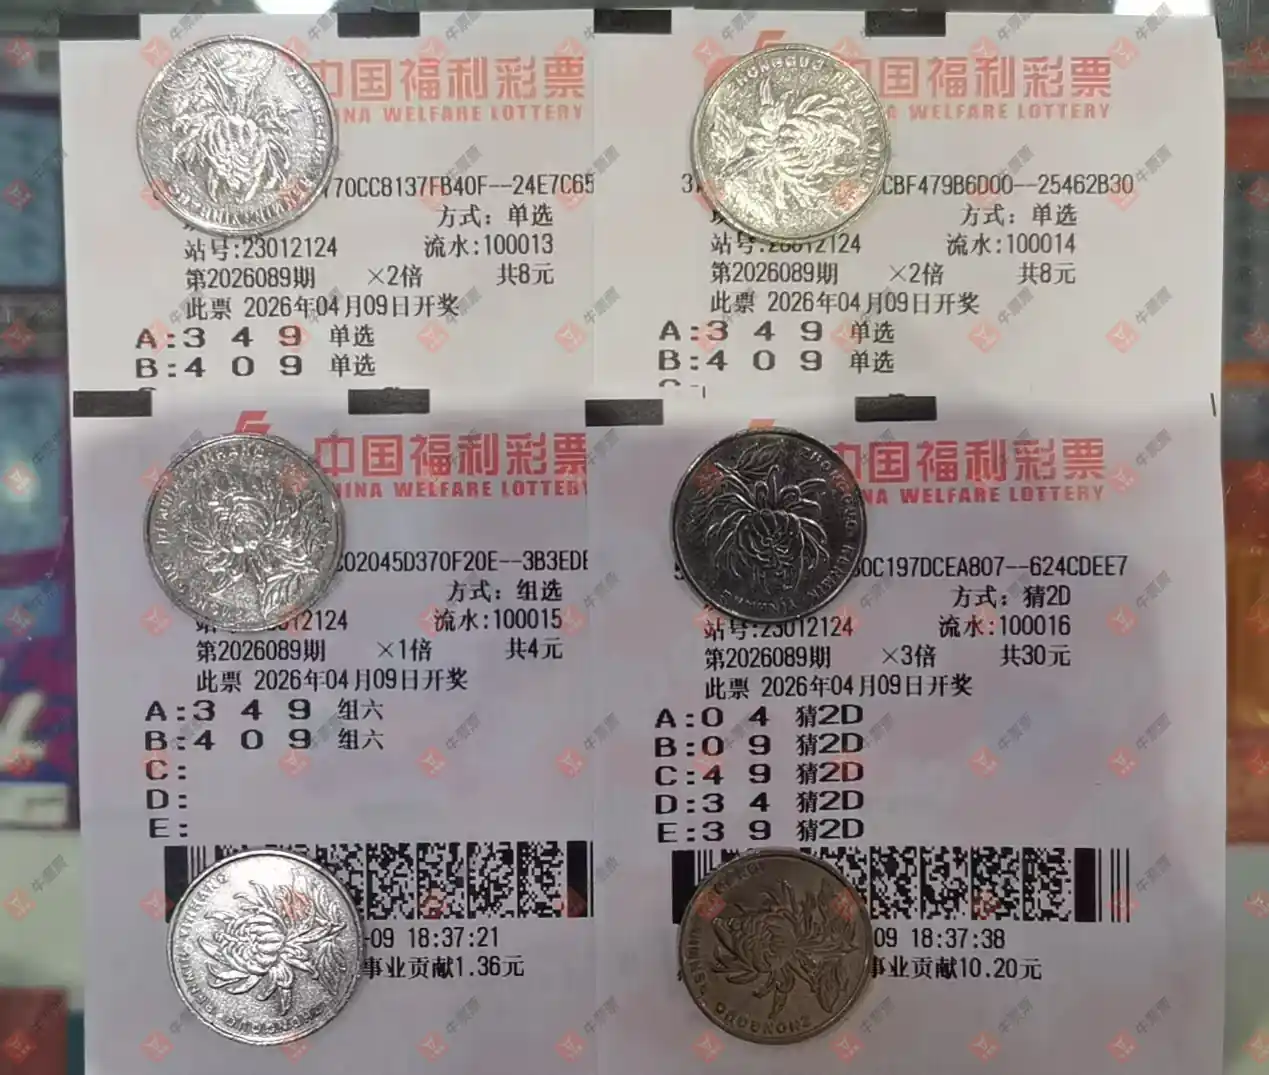 中国福利彩票
CHINA WELFARE LOTTERY
70CC8137FB40F--24E7C65
方式：单选
站号:23012124 流水:100013
第2026089期 ×2倍 共8元
此票 2026年04月09日开奖
A:3 4 9 单选
B:4 0 9 单选
中国福利彩票
CHINA WELFARE LOTTERY
CBF479B6D00--25462B30
方式：单选
站号:23012124 流水:100014
第2026089期 ×2倍 共8元
此票 2026年04月09日开奖
A:3 4 9 单选
B:4 0 9 单选
中国福利彩票
CHINA WELFARE LOTTERY
02045D370F20E--3B3EDE
方式：组选
站 12124 流水:100015
第2026089期 ×1倍 共4元
此票 2026年04月09日开奖
A:3 4 9 组六
B:4 0 9 组六
C:
D:
E:
-09 18:37:21
事业贡献1.36元
中国福利彩票
CHINA WELFARE LOTTERY
0C197DCEA807--624CDEE7
方式：猜2D
站号:23012124 流水:100016
第2026089期 ×3倍 共30元
此票 2026年04月09日开奖
A:0 4 猜2D
B:0 9 猜2D
C:4 9 猜2D
D:3 4 猜2D
E:3 9 猜2D
09 18:37:38
事业贡献10.20元
牛票票